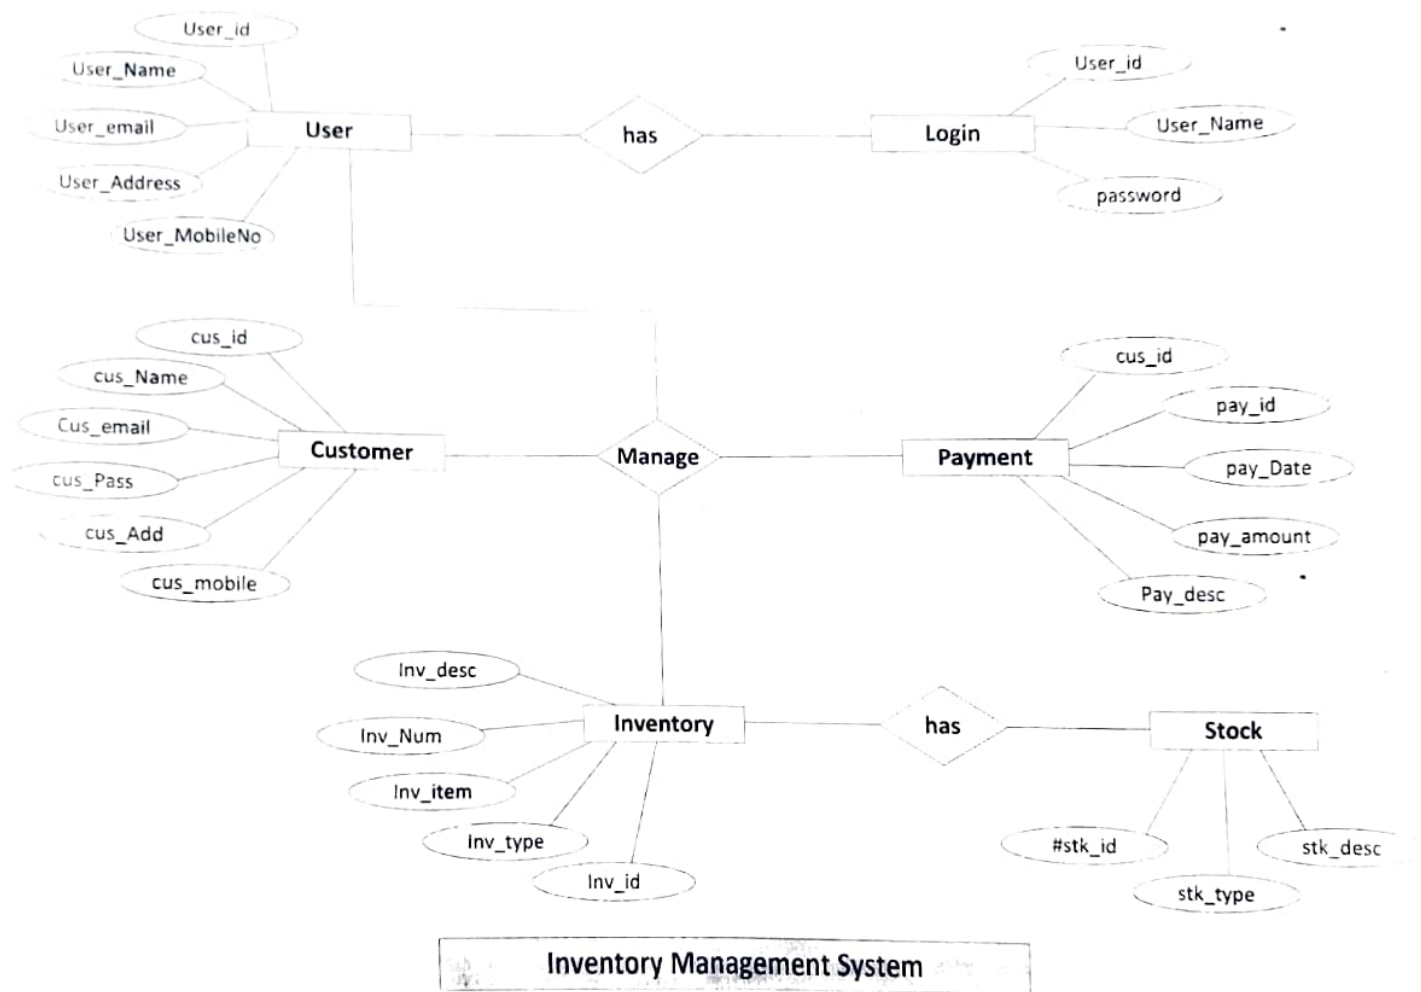 User_id
User_Name
User_email
User_Address
User_MobileNo
User
has
Login
User_id
User_Name
password
cus_id
cus_Name
Cus_email
cus_Pass
cus_Add
cus_mobile
Customer
Manage
Payment
cus_id
pay_id
pay_Date
pay_amount
Pay_desc
Inv_desc
Inv_Num
Inv_item
Inv_type
Inv_id
Inventory
has
Stock
#stk_id
stk_type
stk_desc
Inventory Management System